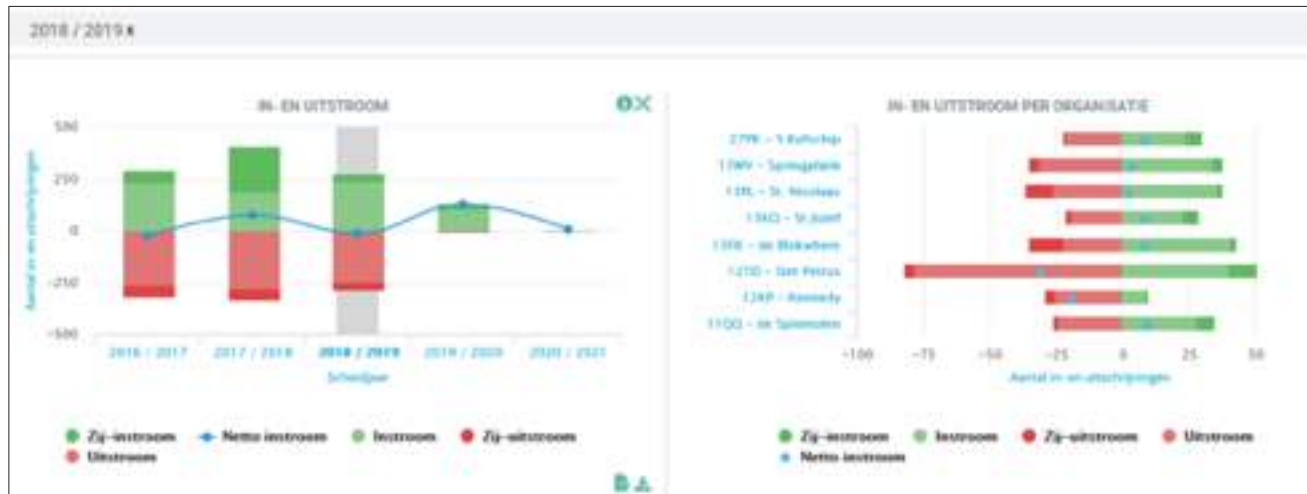 2018 / 2019 x
IN- EN UITSTROOM
500
250
0
-250
-500
Aantal in- en uitschrijvingen
2016 / 2017
2017 / 2018
2018 / 2019
2019 / 2020
2020 / 2021
Schooljaar
Zij-instroom
Netto instroom
Instroom
Zij-uitstroom
Uitstroom
IN- EN UITSTROOM PER ORGANISATIE
Springplank
St. Nicolaas
St Jozef
de Blokwhere
Sint Petrus
Kennedy
-100
-75
-50
-25
0
25
50
Aantal in- en uitschrijvingen
Zij-instroom
Instroom
Zij-uitstroom
Uitstroom
Netto instroom